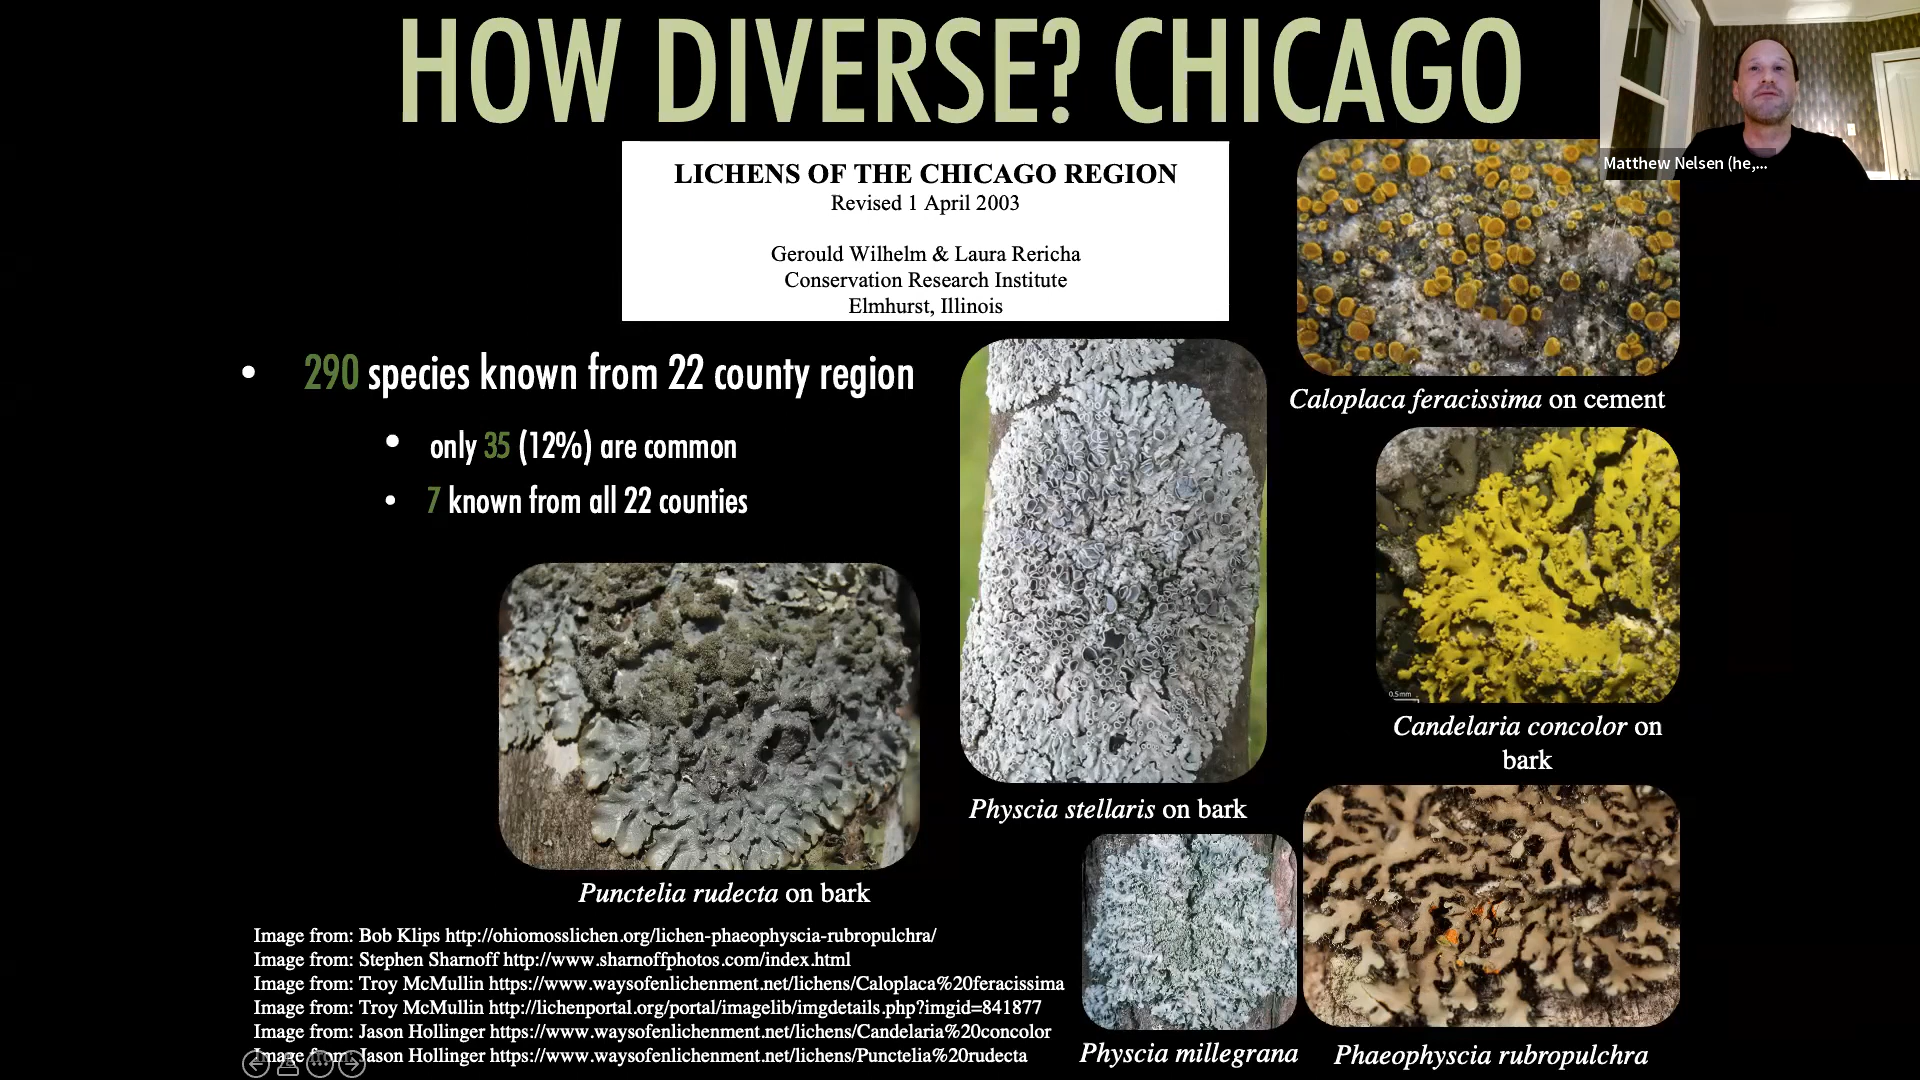 HOW DIVERSE? CHICAGO
Matthew Nelsen (he,...
LICHENS OF THE CHICAGO REGION
Revised 1 April 2003
Gerould Wilhelm & Laura Rericha
Conservation Research Institute
Elmhurst, Illinois
• 290 species known from 22 county region
• only 35 (12%) are common
• 7 known from all 22 counties
Caloplaca feracissima on cement
0.5 mm
Candelaria concolor on
bark
Physcia stellaris on bark
Punctelia rudecta on bark
Physcia millegrana
Phaeophyscia rubropulchra
Image from: Bob Klips http://ohiomosslichen.org/lichen-phaeophyscia-rubropulchra/
Image from: Stephen Sharnoff http://www.sharnoffphotos.com/index.html
Image from: Troy McMullin https://www.waysofenlichenment.net/lichens/Caloplaca%20feracissima
Image from: Troy McMullin http://lichenportal.org/portal/imagelib/imgdetails.php?imgid=841877
Image from: Jason Hollinger https://www.waysofenlichenment.net/lichens/Candelaria%20concolor
Image from: Jason Hollinger https://www.waysofenlichenment.net/lichens/Punctelia%20rudecta